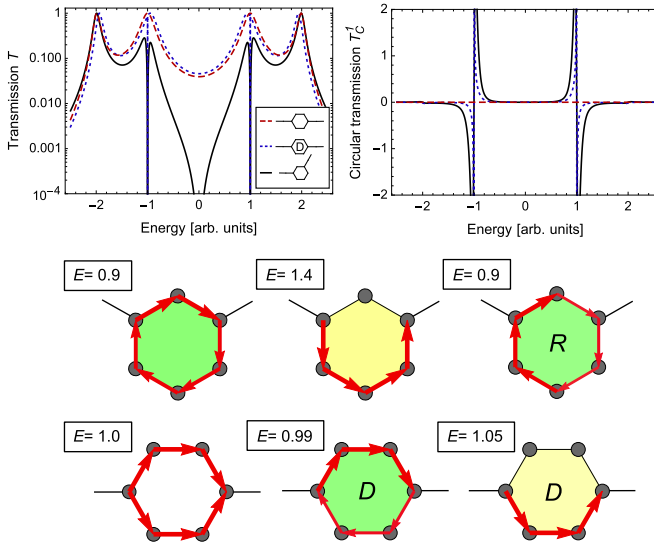 Transmission T
1
0.100
0.010
0.001
10⁻⁴
−2
−1
0
1
2
Energy [arb. units]
D
Circular transmission T¹_C
2
1
0
−1
−2
−2
0
2
Energy [arb. units]
E= 0.9
E= 1.4
E= 0.9
R
E= 1.0
E= 0.99
D
E= 1.05
D